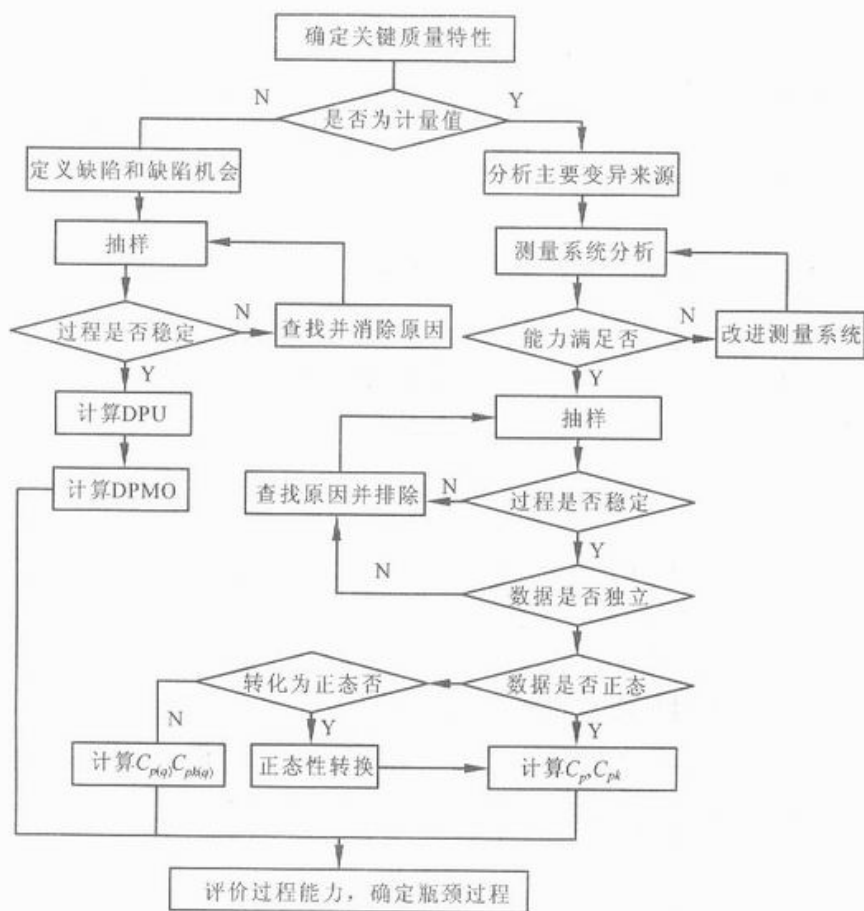 确定关键质量特性
N
是否为计量值
Y
定义缺陷和缺陷机会
分析主要变异来源
抽样
测量系统分析
过程是否稳定
N
查找并消除原因
能力满足否
N
改进测量系统
Y
Y
计算DPU
抽样
计算DPMO
查找原因并排除
N
过程是否稳定
Y
N
数据是否独立
转化为正态否
数据是否正态
N
Y
Y
计算Cp(q)Cpk(q)
正态性转换
计算Cp,Cpk
评价过程能力，确定瓶颈过程